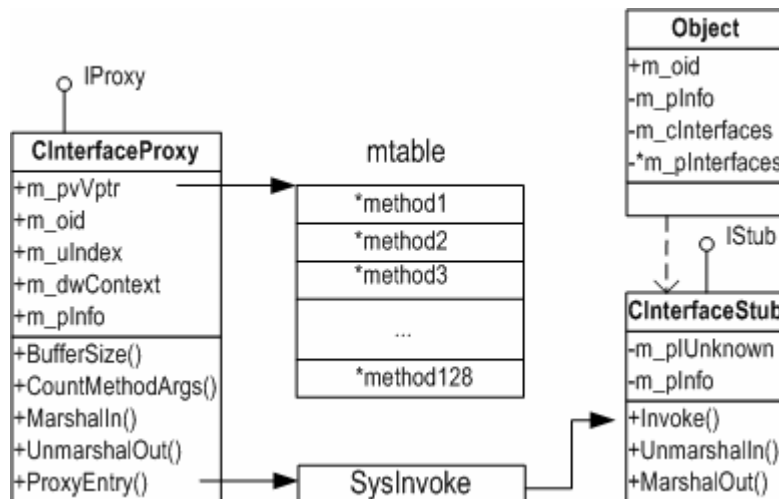 IProxy
CInterfaceProxy
+m_pvVptr
+m_oid
+m_uIndex
+m_dwContext
+m_pInfo
+BufferSize()
+CountMethodArgs()
+MarshalIn()
+UnmarshalOut()
+ProxyEntry()
mtable
*method1
*method2
*method3
...
*method128
SysInvoke
Object
+m_oid
-m_pInfo
-m_cInterfaces
-*m_pInterfaces
IStub
CInterfaceStub
-m_pIUnknown
-m_pInfo
+Invoke()
+UnmarshalIn()
+MarshalOut()